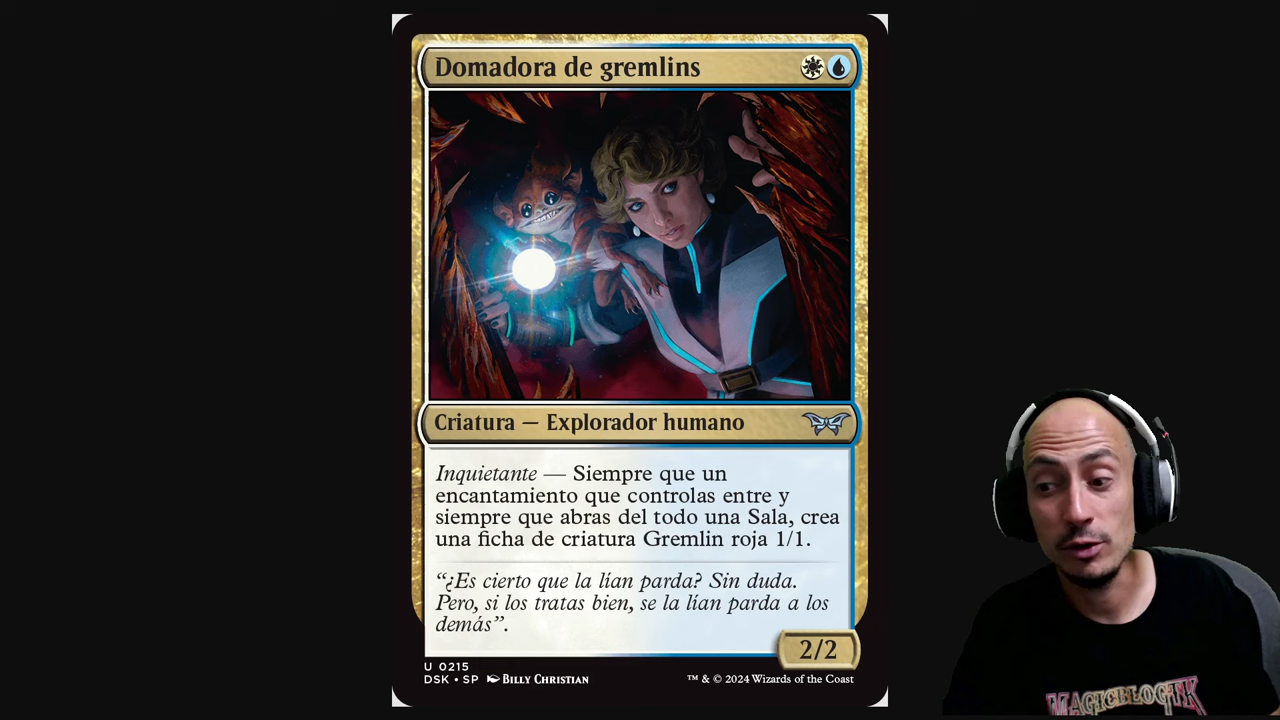 Domadora de gremlins
Criatura — Explorador humano
Inquietante — Siempre que un
encantamiento que controlas entre y
siempre que abras del todo una Sala, crea
una ficha de criatura Gremlin roja 1/1.
“¿Es cierto que la lían parda? Sin duda.
Pero, si los tratas bien, se la lían parda a los
demás”.
2/2
U 0215
DSK • SP BILLY CHRISTIAN
™ & © 2024 Wizards of the Coast
MAGICBLOGTK